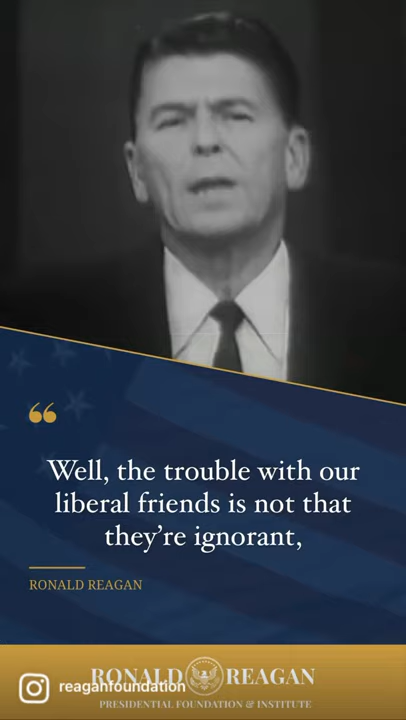 “
Well, the trouble with our
liberal friends is not that
they’re ignorant,
RONALD REAGAN
RONALD REAGAN
reaganfoundation
PRESIDENTIAL FOUNDATION & INSTITUTE